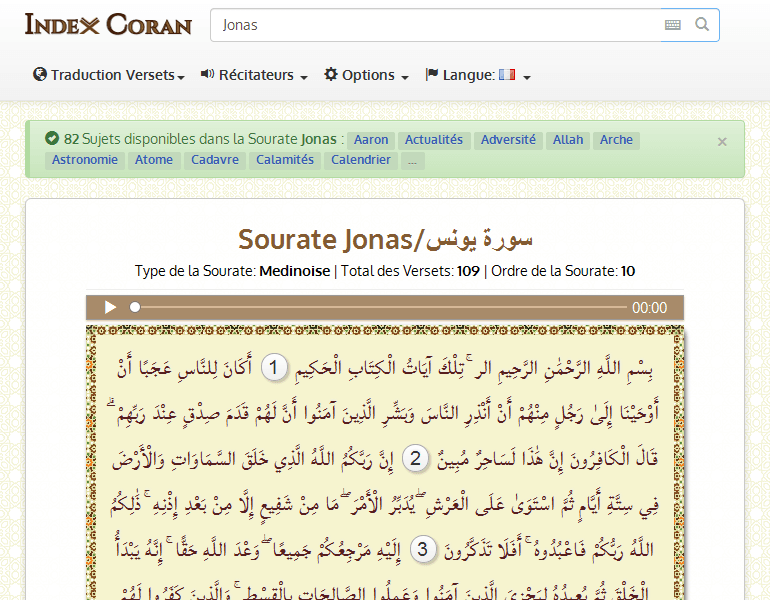 Index Coran
Jonas
Traduction Versets Récitateurs Options Langue:
82 Sujets disponibles dans la Sourate Jonas : Aaron Actualités Adversité Allah Arche
Astronomie Atome Cadavre Calamités Calendrier ...
×
Sourate Jonas/سورة يونس
Type de la Sourate: Medinoise | Total des Versets: 109 | Ordre de la Sourate: 10
00:00
بِسْمِ اللَّهِ الرَّحْمَٰنِ الرَّحِيمِ الر ۚ تِلْكَ آيَاتُ الْكِتَابِ الْحَكِيمِ 1 أَكَانَ لِلنَّاسِ عَجَبًا أَنْ
أَوْحَيْنَا إِلَىٰ رَجُلٍ مِنْهُمْ أَنْ أَنْذِرِ النَّاسَ وَبَشِّرِ الَّذِينَ آمَنُوا أَنَّ لَهُمْ قَدَمَ صِدْقٍ عِنْدَ رَبِّهِمْ ۗ
قَالَ الْكَافِرُونَ إِنَّ هَٰذَا لَسَاحِرٌ مُبِينٌ 2 إِنَّ رَبَّكُمُ اللَّهُ الَّذِي خَلَقَ السَّمَاوَاتِ وَالْأَرْضَ
فِي سِتَّةِ أَيَّامٍ ثُمَّ اسْتَوَىٰ عَلَى الْعَرْشِ ۖ يُدَبِّرُ الْأَمْرَ ۖ مَا مِنْ شَفِيعٍ إِلَّا مِنْ بَعْدِ إِذْنِهِ ۚ ذَٰلِكُمُ
اللَّهُ رَبُّكُمْ فَاعْبُدُوهُ ۚ أَفَلَا تَذَكَّرُونَ 3 إِلَيْهِ مَرْجِعُكُمْ جَمِيعًا ۖ وَعْدَ اللَّهِ حَقًّا ۚ إِنَّهُ يَبْدَأُ
الْخَلْقَ ثُمَّ يُعِيدُهُ لِيَجْزِيَ الَّذِينَ آمَنُوا وَعَمِلُوا الصَّالِحَاتِ بِالْقِسْطِ ۚ وَالَّذِينَ كَفَرُوا لَهُمْ